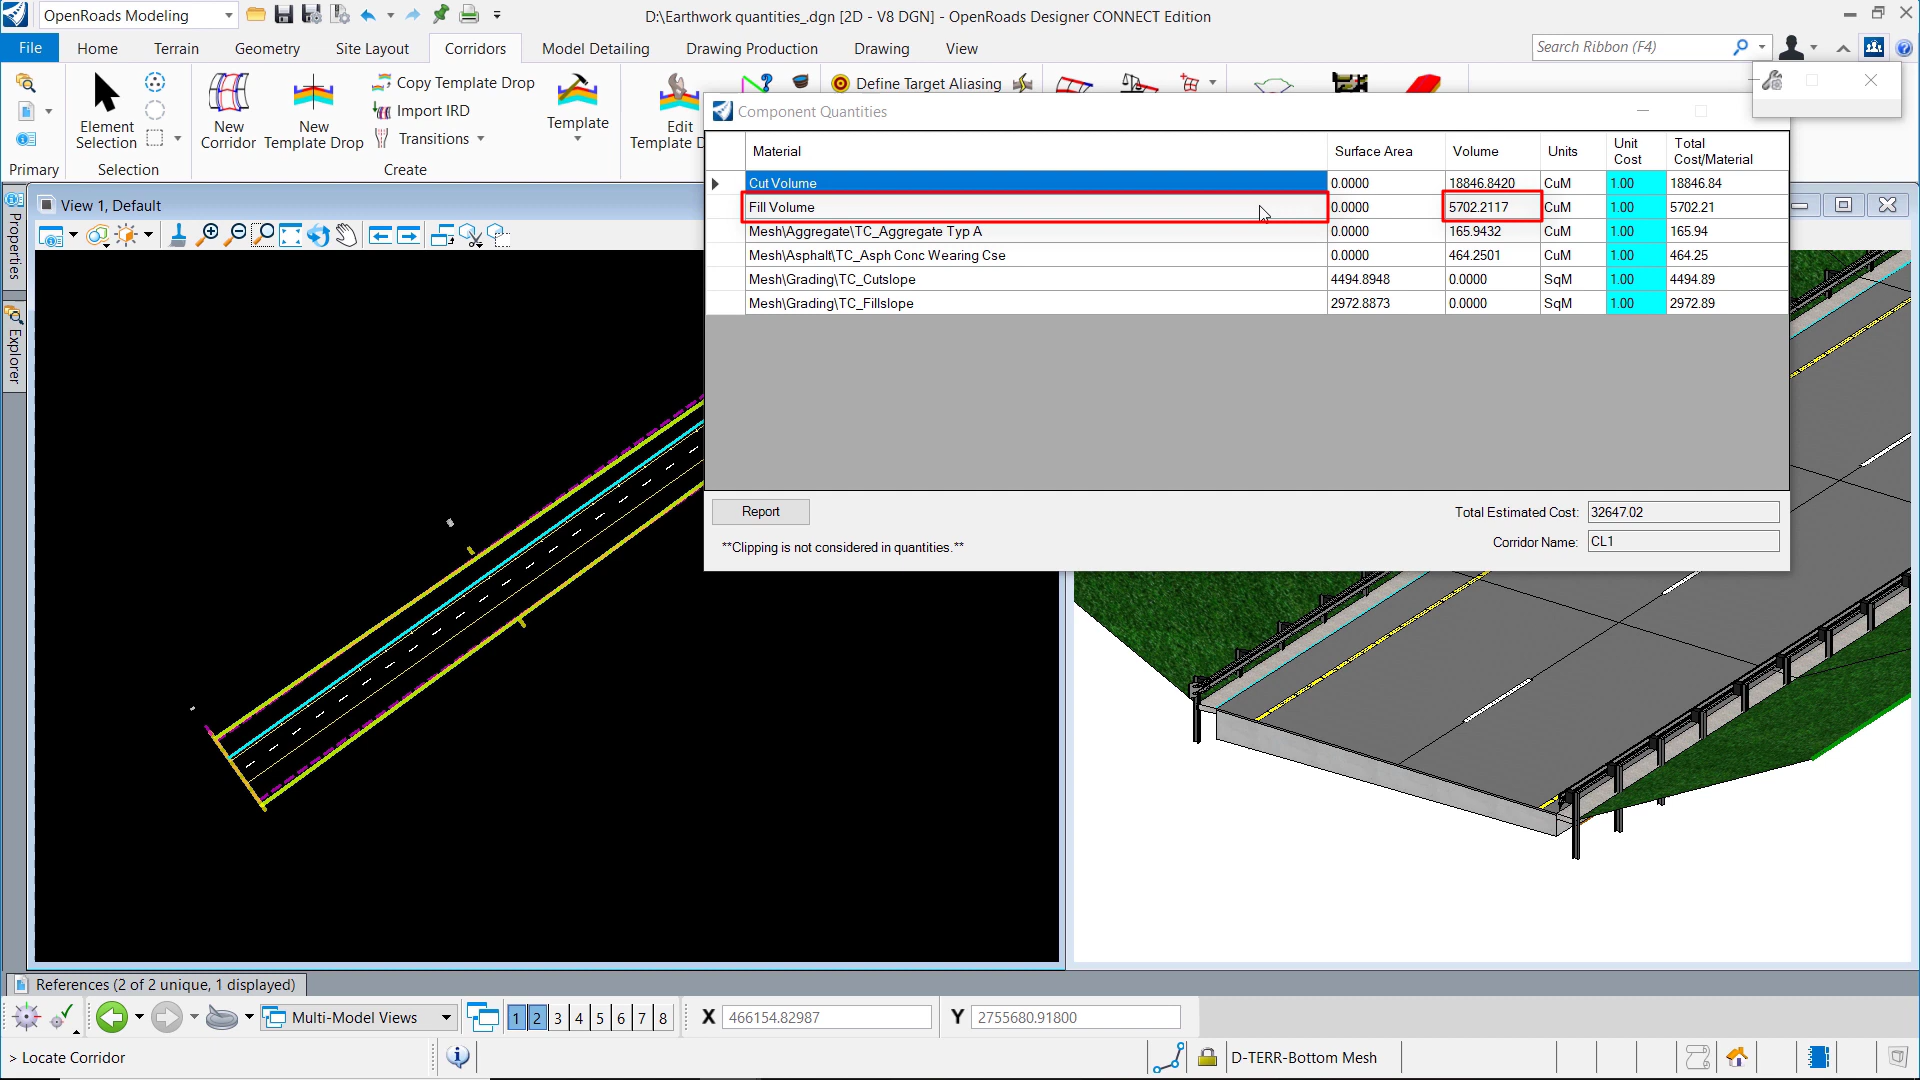 OpenRoads Modeling
D:\Earthwork quantities_.dgn [2D - V8 DGN] - OpenRoads Designer CONNECT Edition
File Home Terrain Geometry Site Layout Corridors Model Detailing Drawing Production Drawing View
Search Ribbon (F4)
Copy Template Drop
Define Target Aliasing
Import IRD
Element Selection
New Corridor
New Template Drop
Transitions
Template
Edit
Template D
Primary Selection Create
Component Quantities
Material Surface Area Volume Units Unit Cost Total Cost/Material
Cut Volume 0.0000 18846.8420 CuM 1.00 18846.84
Fill Volume 0.0000 5702.2117 CuM 1.00 5702.21
Mesh\Aggregate\TC_Aggregate Typ A 0.0000 165.9432 CuM 1.00 165.94
Mesh\Asphalt\TC_Asph Conc Wearing Cse 0.0000 464.2501 CuM 1.00 464.25
Mesh\Grading\TC_Cutslope 4494.8948 0.0000 SqM 1.00 4494.89
Mesh\Grading\TC_Fillslope 2972.8873 0.0000 SqM 1.00 2972.89
Report
Total Estimated Cost: 32647.02
**Clipping is not considered in quantities.**
Corridor Name: CL1
View 1, Default
Properties
Explorer
References (2 of 2 unique, 1 displayed)
Multi-Model Views
1 2 3 4 5 6 7 8
X 466154.82987
Y 2755680.91800
> Locate Corridor
D-TERR-Bottom Mesh